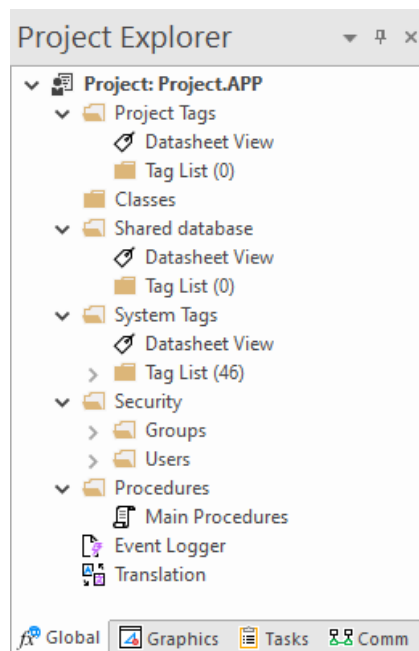 Project Explorer
Project: Project.APP
Project Tags
Datasheet View
Tag List (0)
Classes
Shared database
Datasheet View
Tag List (0)
System Tags
Datasheet View
Tag List (46)
Security
Groups
Users
Procedures
Main Procedures
Event Logger
Translation
Global Graphics Tasks Comm